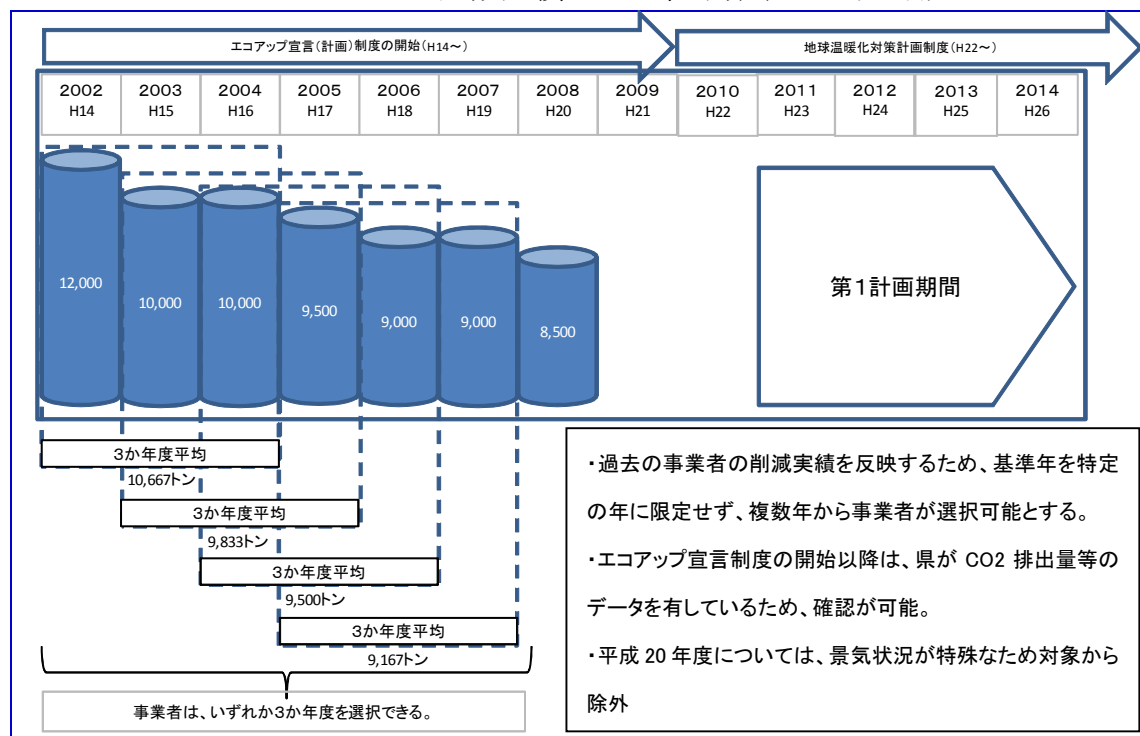 エコアップ宣言(計画)制度の開始(H14～)
地球温暖化対策計画制度(H22～)
2002 2003 2004 2005 2006 2007 2008 2009 2010 2011 2012 2013 2014
H14 H15 H16 H17 H18 H19 H20 H21 H22 H23 H24 H25 H26
12,000
10,000
10,000
9,500
9,000
9,000
8,500
第1計画期間
3か年度平均
10,667トン
3か年度平均
9,833トン
3か年度平均
9,500トン
3か年度平均
9,167トン
事業者は、いずれか3か年度を選択できる。
・過去の事業者の削減実績を反映するため、基準年を特定
の年に限定せず、複数年から事業者が選択可能とする。
・エコアップ宣言制度の開始以降は、県が CO2 排出量等の
データを有しているため、確認が可能。
・平成 20 年度については、景気状況が特殊なため対象から
除外